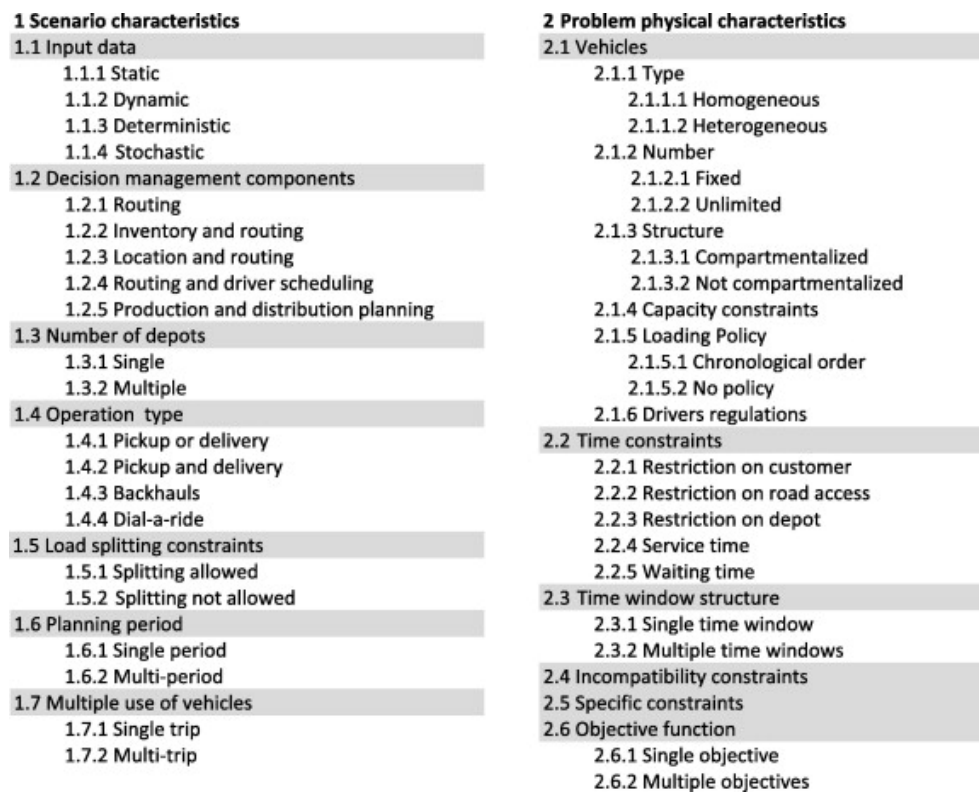 1 Scenario characteristics
1.1 Input data
1.1.1 Static
1.1.2 Dynamic
1.1.3 Deterministic
1.1.4 Stochastic
1.2 Decision management components
1.2.1 Routing
1.2.2 Inventory and routing
1.2.3 Location and routing
1.2.4 Routing and driver scheduling
1.2.5 Production and distribution planning
1.3 Number of depots
1.3.1 Single
1.3.2 Multiple
1.4 Operation type
1.4.1 Pickup or delivery
1.4.2 Pickup and delivery
1.4.3 Backhauls
1.4.4 Dial-a-ride
1.5 Load splitting constraints
1.5.1 Splitting allowed
1.5.2 Splitting not allowed
1.6 Planning period
1.6.1 Single period
1.6.2 Multi-period
1.7 Multiple use of vehicles
1.7.1 Single trip
1.7.2 Multi-trip
2 Problem physical characteristics
2.1 Vehicles
2.1.1 Type
2.1.1.1 Homogeneous
2.1.1.2 Heterogeneous
2.1.2 Number
2.1.2.1 Fixed
2.1.2.2 Unlimited
2.1.3 Structure
2.1.3.1 Compartmentalized
2.1.3.2 Not compartmentalized
2.1.4 Capacity constraints
2.1.5 Loading Policy
2.1.5.1 Chronological order
2.1.5.2 No policy
2.1.6 Drivers regulations
2.2 Time constraints
2.2.1 Restriction on customer
2.2.2 Restriction on road access
2.2.3 Restriction on depot
2.2.4 Service time
2.2.5 Waiting time
2.3 Time window structure
2.3.1 Single time window
2.3.2 Multiple time windows
2.4 Incompatibility constraints
2.5 Specific constraints
2.6 Objective function
2.6.1 Single objective
2.6.2 Multiple objectives